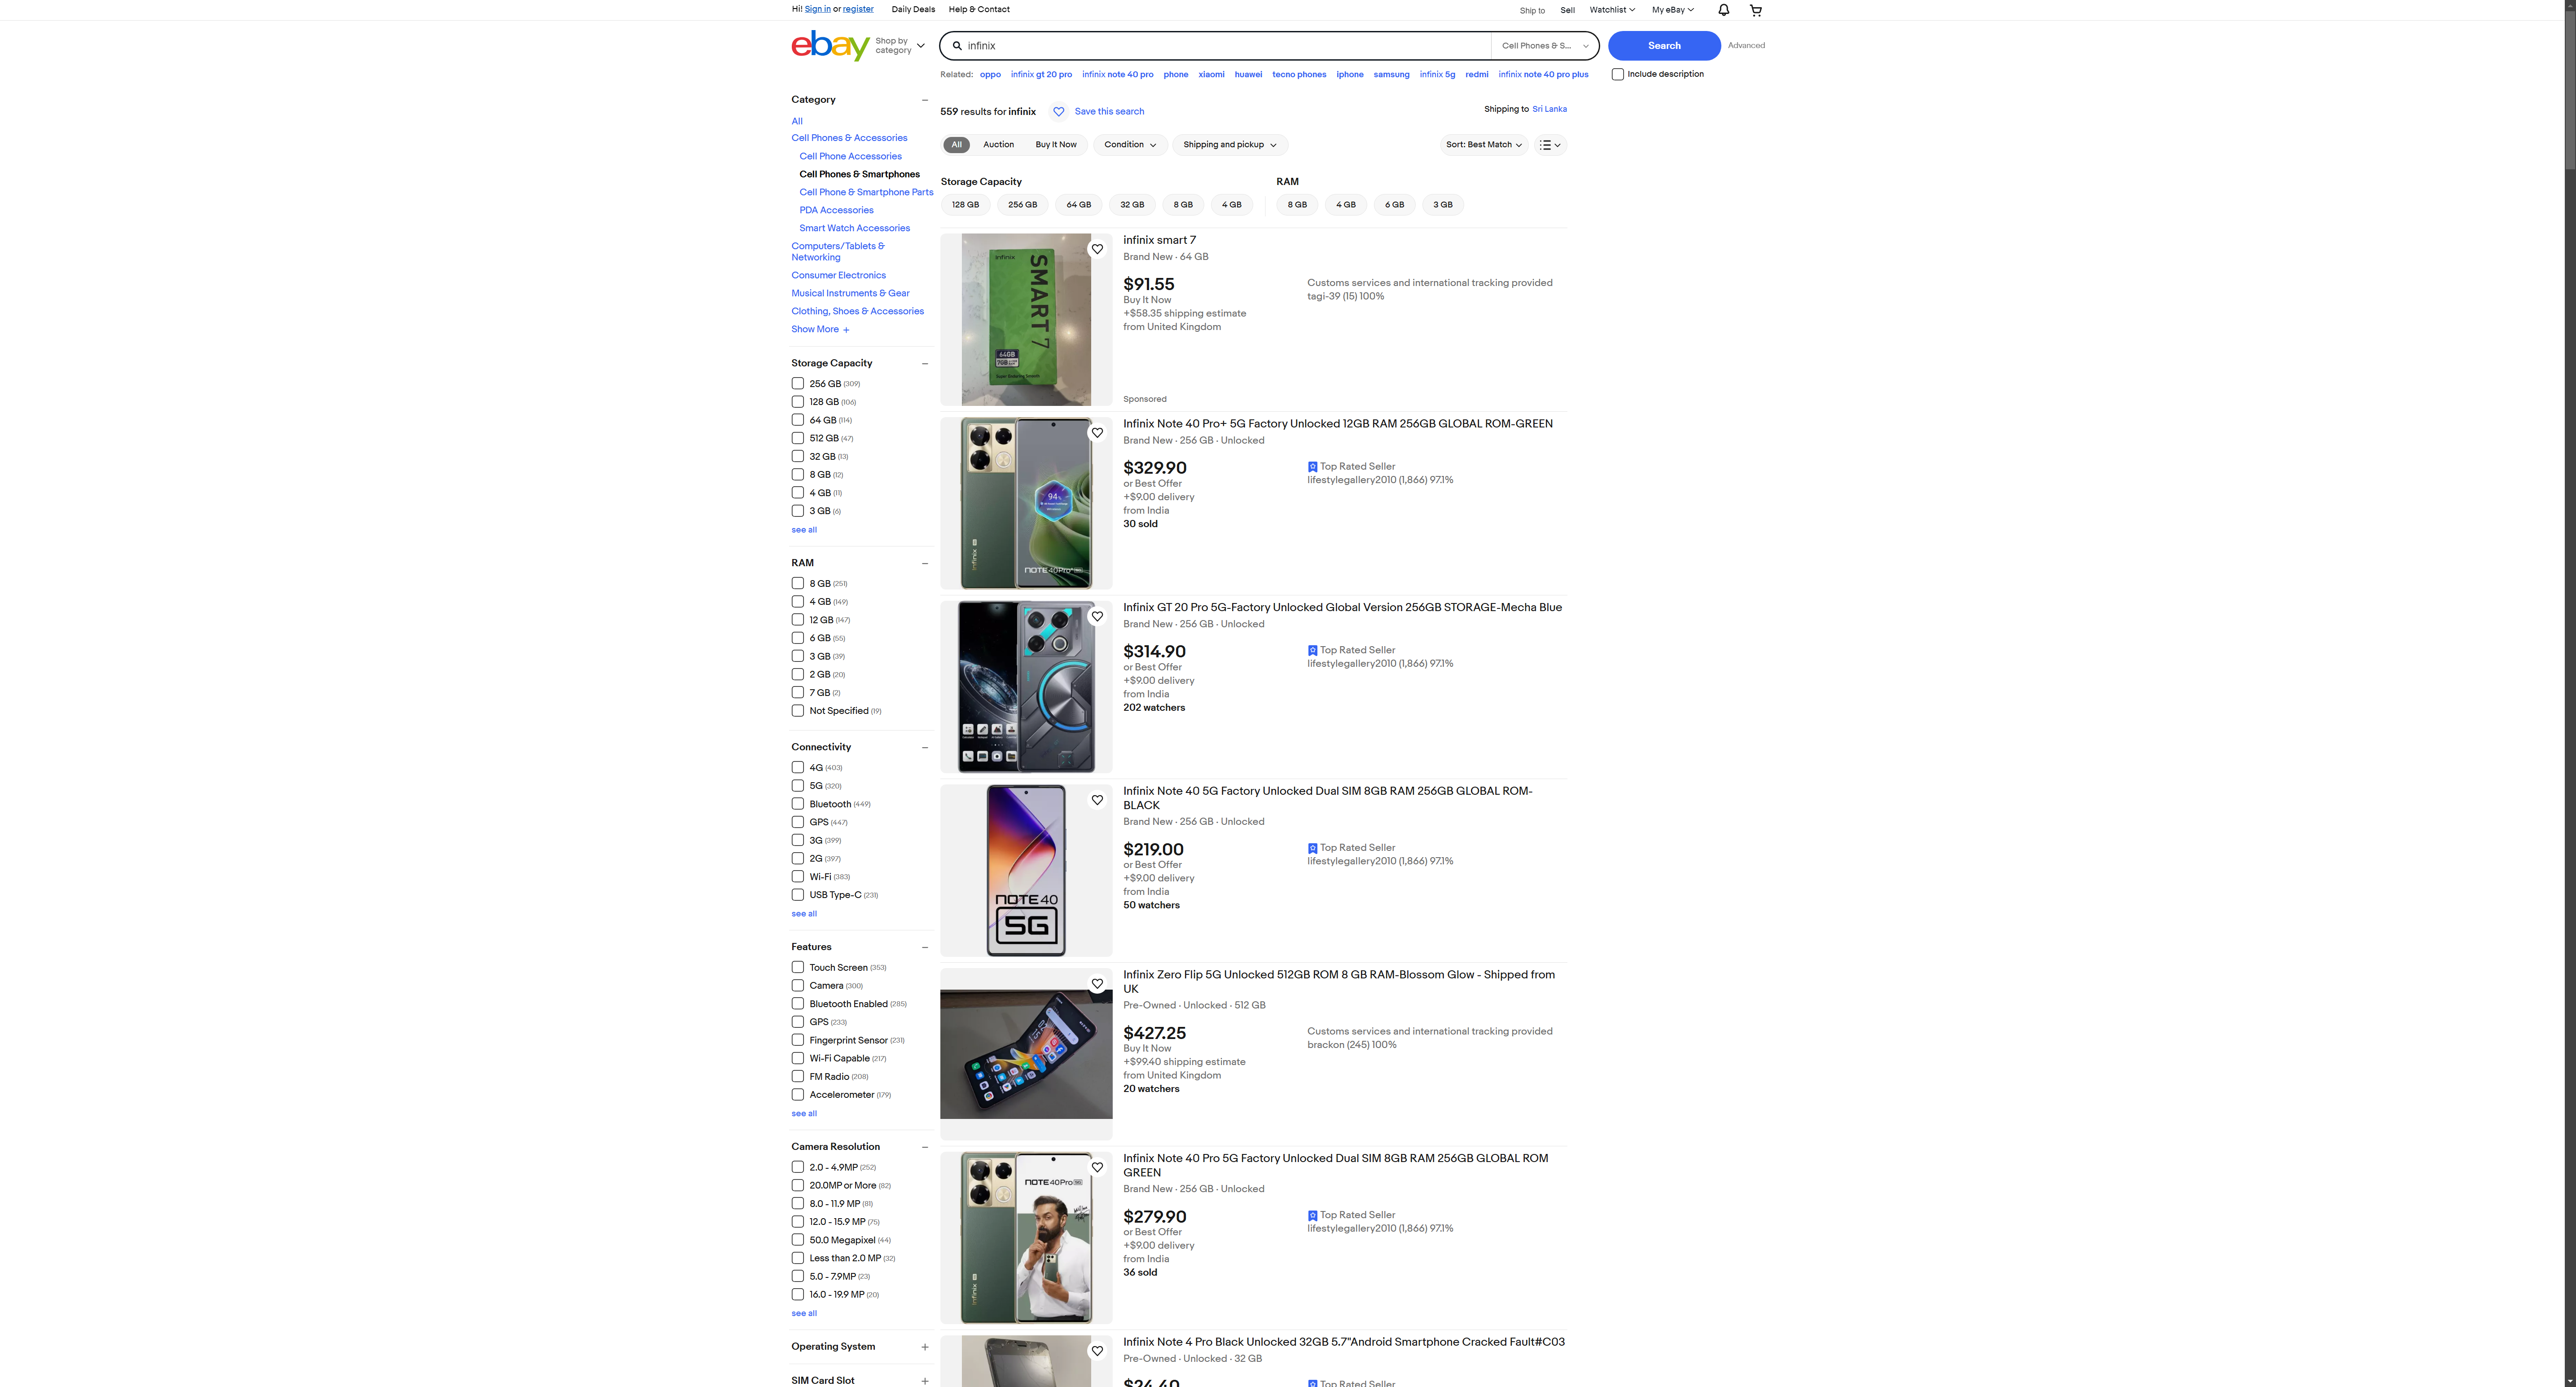 Hi! Sign in or register
Daily Deals
Help & Contact
Ship to
Sell
Watchlist
My eBay
ebay
Shop by
category
infinix
Cell Phones & S...
Search
Advanced
Related: oppo infinix gt 20 pro infinix note 40 pro phone xiaomi huawei tecno phones iphone samsung infinix 5g redmi infinix note 40 pro plus
Include description
Category
All
Cell Phones & Accessories
Cell Phone Accessories
Cell Phones & Smartphones
Cell Phone & Smartphone Parts
PDA Accessories
Smart Watch Accessories
Computers/Tablets &
Networking
Consumer Electronics
Musical Instruments & Gear
Clothing, Shoes & Accessories
Show More
Storage Capacity
256 GB (309)
128 GB (106)
64 GB (114)
512 GB (47)
32 GB (13)
8 GB (12)
4 GB (11)
3 GB (6)
see all
RAM
8 GB (251)
4 GB (149)
12 GB (147)
6 GB (55)
3 GB (39)
2 GB (20)
7 GB (2)
Not Specified (19)
Connectivity
4G (403)
5G (320)
Bluetooth (449)
GPS (447)
3G (399)
2G (397)
Wi-Fi (383)
USB Type-C (231)
see all
Features
Touch Screen (353)
Camera (300)
Bluetooth Enabled (285)
GPS (233)
Fingerprint Sensor (231)
Wi-Fi Capable (217)
FM Radio (208)
Accelerometer (179)
see all
Camera Resolution
2.0 - 4.9MP (252)
20.0MP or More (82)
8.0 - 11.9 MP (81)
12.0 - 15.9 MP (75)
50.0 Megapixel (44)
Less than 2.0 MP (32)
5.0 - 7.9MP (23)
16.0 - 19.9 MP (20)
see all
Operating System
SIM Card Slot
559 results for infinix
Save this search
Shipping to Sri Lanka
All
Auction
Buy It Now
Condition
Shipping and pickup
Sort: Best Match
Storage Capacity
128 GB
256 GB
64 GB
32 GB
8 GB
4 GB
RAM
8 GB
4 GB
6 GB
3 GB
Infinix
SMART 7
64GB
infinix smart 7
Brand New · 64 GB
$91.55
Buy It Now
+$58.35 shipping estimate
from United Kingdom
Customs services and international tracking provided
tagi-39 (15) 100%
Sponsored
94
Infinix
NOTE40Pro+
Infinix Note 40 Pro+ 5G Factory Unlocked 12GB RAM 256GB GLOBAL ROM-GREEN
Brand New · 256 GB · Unlocked
$329.90
or Best Offer
+$9.00 delivery
from India
30 sold
Top Rated Seller
lifestylegallery2010 (1,866) 97.1%
Infinix GT 20 Pro 5G-Factory Unlocked Global Version 256GB STORAGE-Mecha Blue
Brand New · 256 GB · Unlocked
$314.90
or Best Offer
+$9.00 delivery
from India
202 watchers
Top Rated Seller
lifestylegallery2010 (1,866) 97.1%
NOTE 40
5G
Infinix Note 40 5G Factory Unlocked Dual SIM 8GB RAM 256GB GLOBAL ROM-
BLACK
Brand New · 256 GB · Unlocked
$219.00
or Best Offer
+$9.00 delivery
from India
50 watchers
Top Rated Seller
lifestylegallery2010 (1,866) 97.1%
Infinix Zero Flip 5G Unlocked 512GB ROM 8 GB RAM-Blossom Glow - Shipped from
UK
Pre-Owned · Unlocked · 512 GB
$427.25
Buy It Now
+$99.40 shipping estimate
from United Kingdom
20 watchers
Customs services and international tracking provided
brackon (245) 100%
NOTE40Pro
Infinix
Infinix Note 40 Pro 5G Factory Unlocked Dual SIM 8GB RAM 256GB GLOBAL ROM
GREEN
Brand New · 256 GB · Unlocked
$279.90
or Best Offer
+$9.00 delivery
from India
36 sold
Top Rated Seller
lifestylegallery2010 (1,866) 97.1%
Infinix Note 4 Pro Black Unlocked 32GB 5.7"Android Smartphone Cracked Fault#C03
Pre-Owned · Unlocked · 32 GB
$24.40
Top Rated Seller